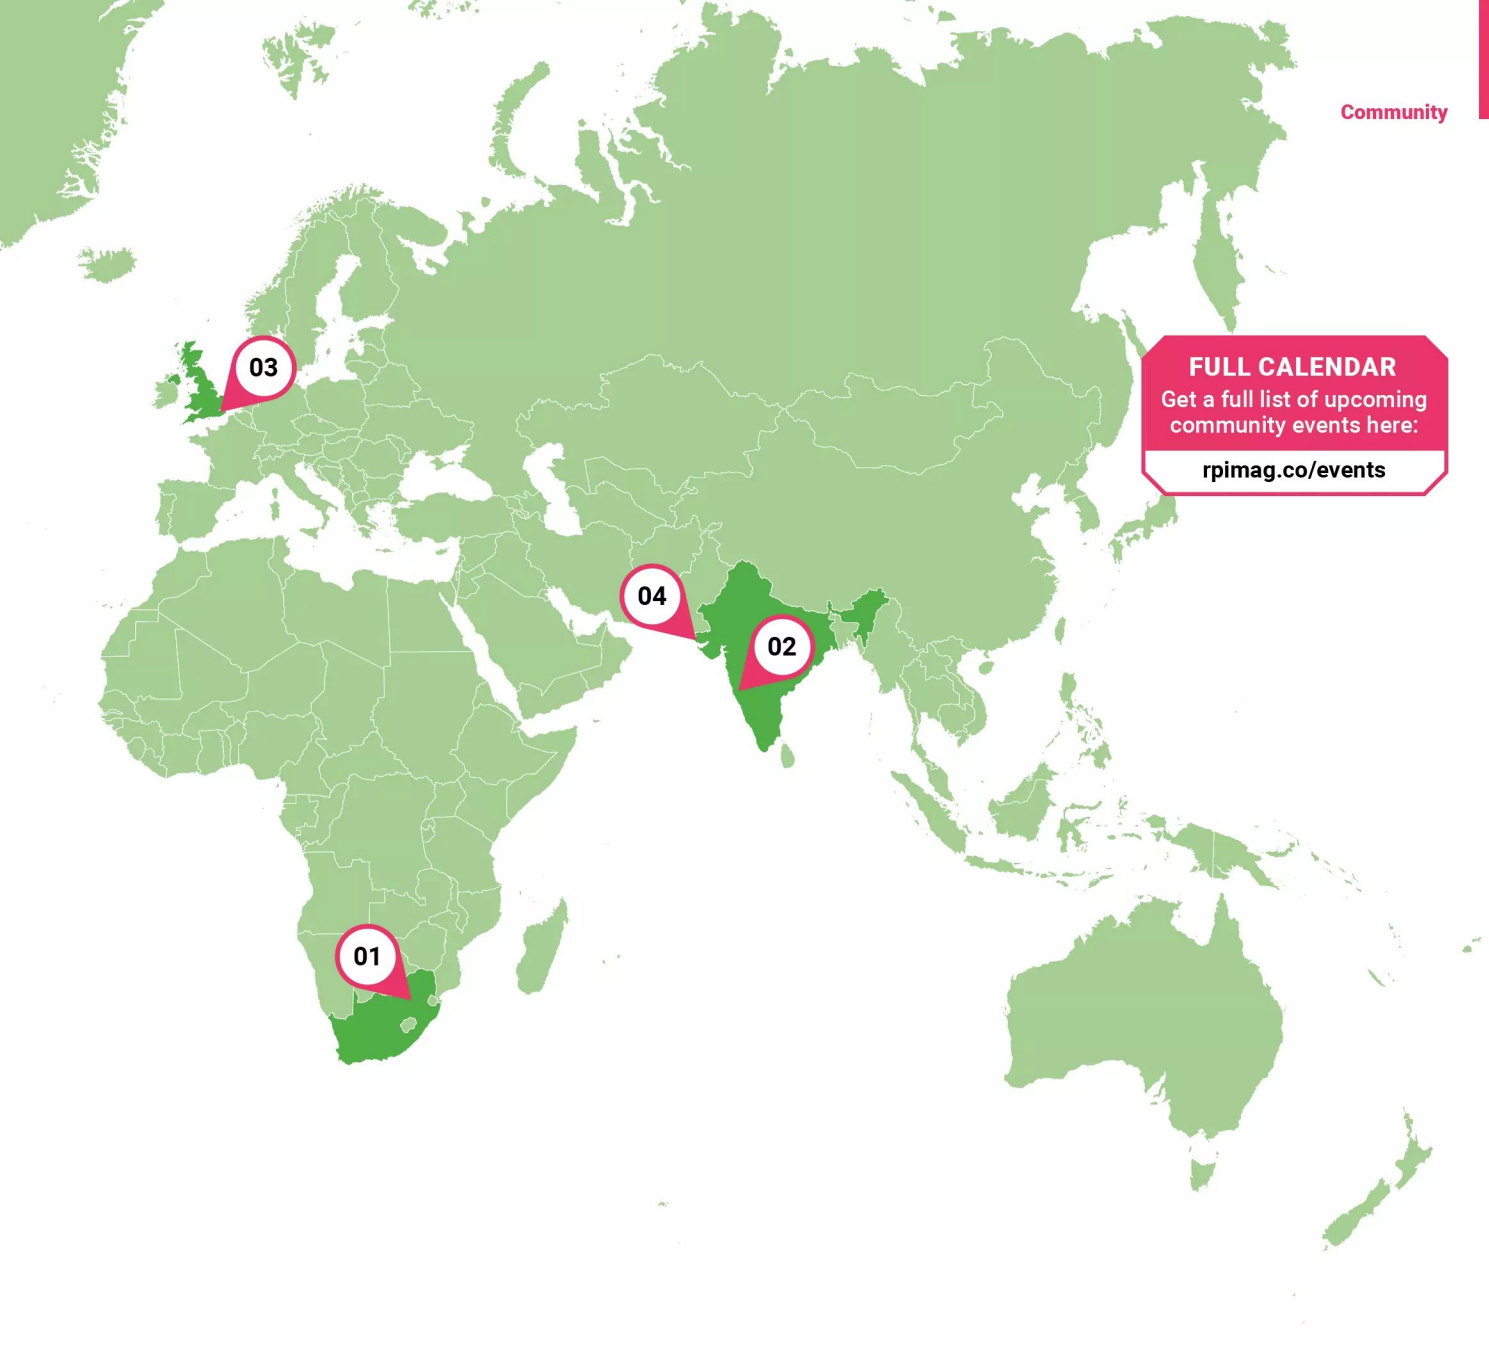 Community
03
FULL CALENDAR
Get a full list of upcoming
community events here:
rpimag.co/events
04
02
01